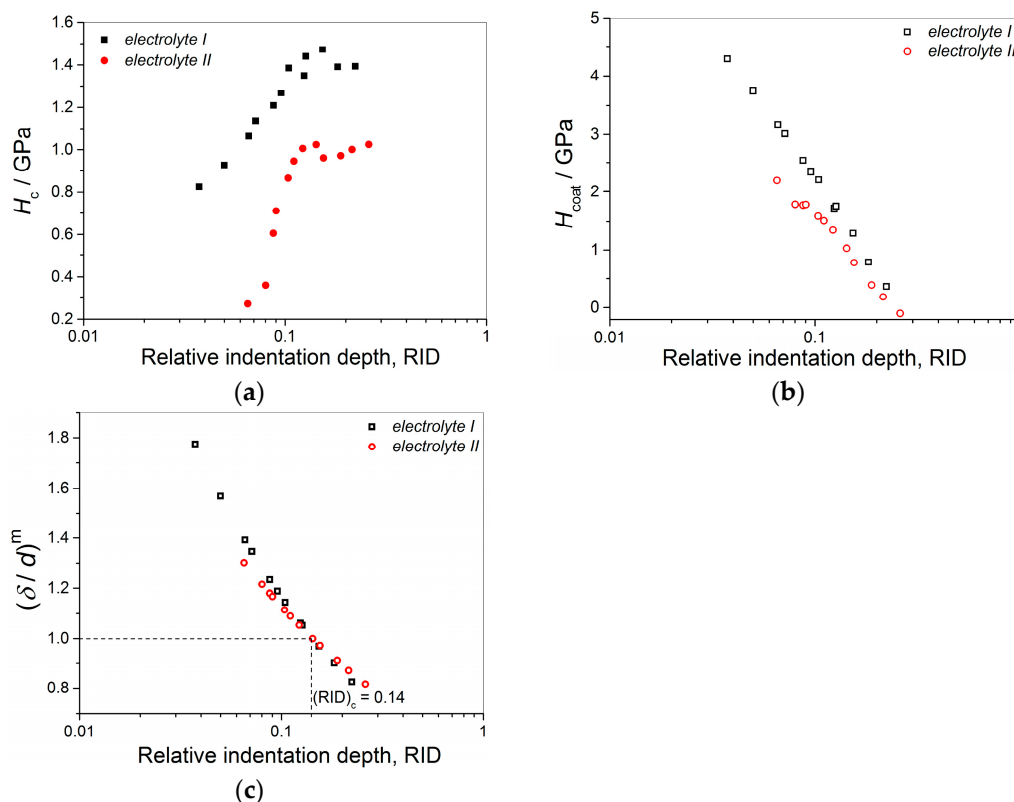 1.6
1.4
1.2
1.0
0.8
0.6
0.4
0.2
electrolyte I
electrolyte II
Hc / GPa
0.01
0.1
1
Relative indentation depth, RID
(a)
5
4
3
2
1
0
electrolyte I
electrolyte II
Hcoat / GPa
0.01
0.1
Relative indentation depth, RID
(b)
1.8
1.6
1.4
1.2
1.0
0.8
electrolyte I
electrolyte II
(δ / d)^m
(RID)c = 0.14
0.01
0.1
1
Relative indentation depth, RID
(c)